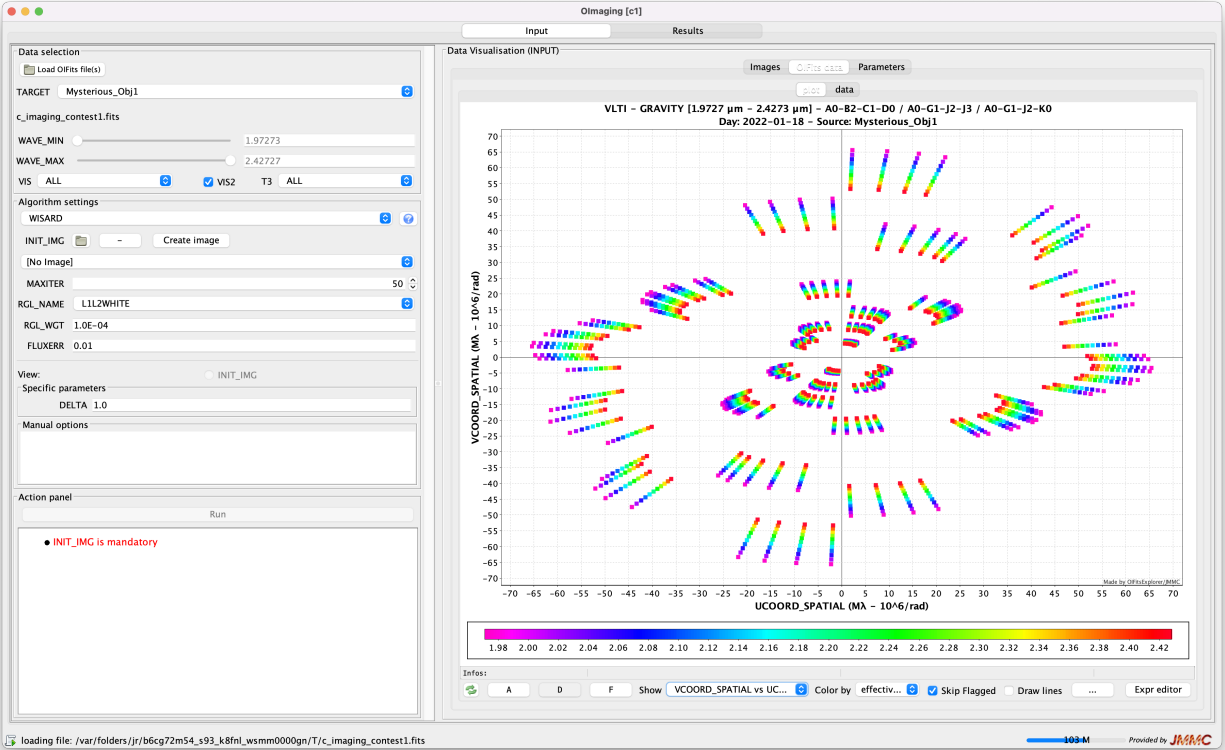 OImaging [c1]
Input
Results
Data selection
Load OIFits file(s)
TARGET Mysterious_Obj1
c_imaging_contest1.fits
WAVE_MIN 1.97273
WAVE_MAX 2.42727
VIS ALL VIS2 T3 ALL
Algorithm settings
WISARD
INIT_IMG - Create image
[No Image]
MAXITER 50
RGL_NAME L1L2WHITE
RGL_WGT 1.0E-04
FLUXERR 0.01
View: INIT_IMG
Specific parameters
DELTA 1.0
Manual options
Action panel
Run
● INIT_IMG is mandatory
Data Visualisation (INPUT)
Images OIFits data Parameters
plot data
VLTI - GRAVITY [1.9727 µm - 2.4273 µm] - A0-B2-C1-D0 / A0-G1-J2-J3 / A0-G1-J2-K0
Day: 2022-01-18 - Source: Mysterious_Obj1
VCOORD_SPATIAL (Mλ - 10^6/rad)
70
65
60
55
50
45
40
35
30
25
20
15
10
5
0
-5
-10
-15
-20
-25
-30
-35
-40
-45
-50
-55
-60
-65
-70
Made by OIFitsExplorer/JMMC
-70 -65 -60 -55 -50 -45 -40 -35 -30 -25 -20 -15 -10 -5 0 5 10 15 20 25 30 35 40 45 50 55 60 65 70
UCOORD_SPATIAL (Mλ - 10^6/rad)
1.98 2.00 2.02 2.04 2.06 2.08 2.10 2.12 2.14 2.16 2.18 2.20 2.22 2.24 2.26 2.28 2.30 2.32 2.34 2.36 2.38 2.40 2.42
Infos:
A D F Show VCOORD_SPATIAL vs UC... Color by effectiv... Skip Flagged Draw lines ... Expr editor
loading file: /var/folders/jr/b6cg72m54_s93_k8fnl_wsmm0000gn/T/c_imaging_contest1.fits
103 M
Provided by JMMC